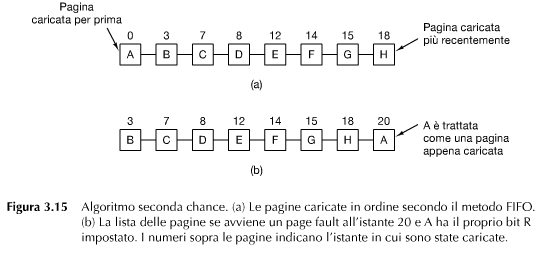 Pagina
caricata per prima
0 3 7 8 12 14 15 18
A B C D E F G H
Pagina caricata
più recentemente
(a)
3 7 8 12 14 15 18 20
B C D E F G H A
A è trattata
come una pagina
appena caricata
(b)
Figura 3.15 Algoritmo seconda chance. (a) Le pagine caricate in ordine secondo il metodo FIFO.
(b) La lista delle pagine se avviene un page fault all'istante 20 e A ha il proprio bit R
impostato. I numeri sopra le pagine indicano l'istante in cui sono state caricate.